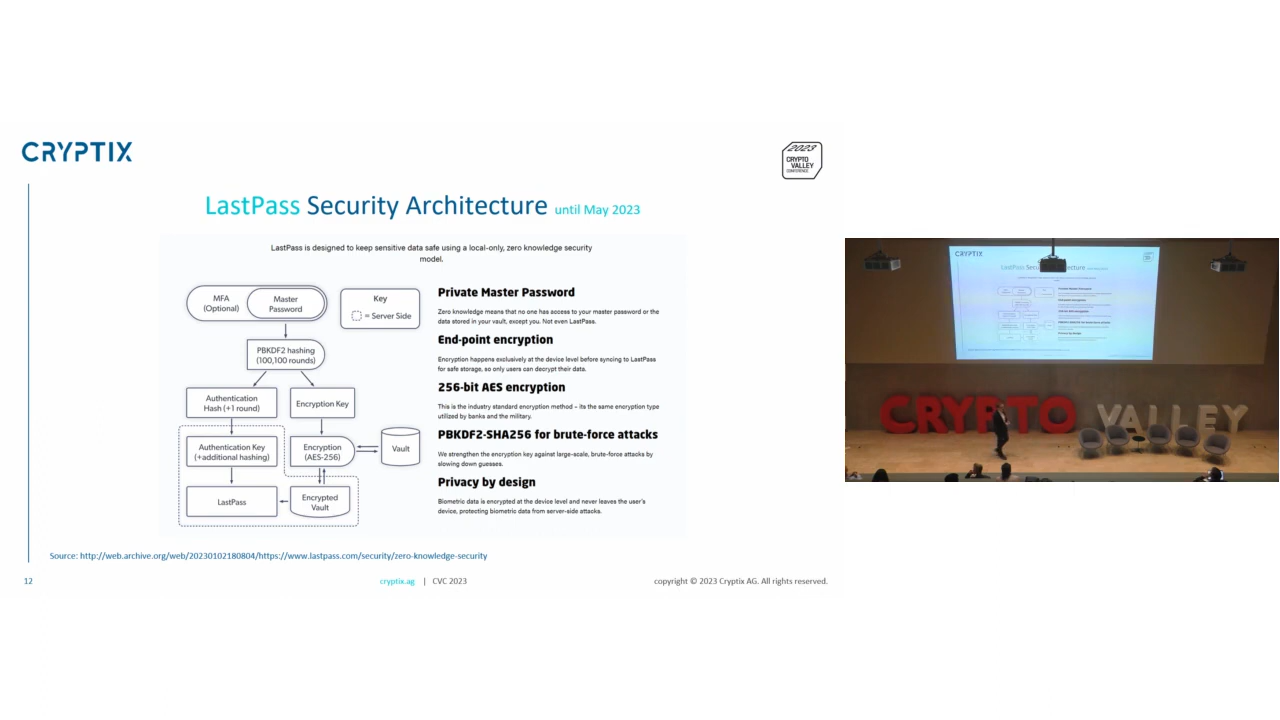 CRYPTIX
2023
CRYPTO
VALLEY
CONFERENCE
LastPass Security Architecture until May 2023
LastPass is designed to keep sensitive data safe using a local-only, zero knowledge security
model.
MFA
(Optional)
Master
Password
Key
= Server Side
PBKDF2 hashing
(100,100 rounds)
Authentication
Hash (+1 round)
Encryption Key
Authentication Key
(+additional hashing)
Encryption
(AES-256)
Vault
LastPass
Encrypted
Vault
Private Master Password
Zero knowledge means that no one has access to your master password or the
data stored in your vault, except you. Not even LastPass.
End-point encryption
Encryption happens exclusively at the device level before syncing to LastPass
for safe storage, so only users can decrypt their data.
256-bit AES encryption
This is the industry standard encryption method – its the same encryption type
utilized by banks and the military.
PBKDF2-SHA256 for brute-force attacks
We strengthen the encryption key against large-scale, brute-force attacks by
slowing down guesses.
Privacy by design
Biometric data is encrypted at the device level and never leaves the user's
device, protecting biometric data from server-side attacks.
Source: http://web.archive.org/web/20230102180804/https://www.lastpass.com/security/zero-knowledge-security
12
cryptix.ag | CVC 2023
copyright © 2023 Cryptix AG. All rights reserved.
CRYPTIX
CRYPTO VALLEY